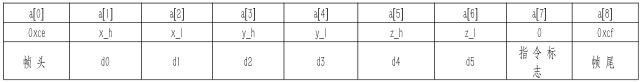 a[0] a[1] a[2] a[3] a[4] a[5] a[6] a[7] a[8]
0xce x_h x_l y_h y_l z_h z_l 0 0xcf
帧头 d0 d1 d2 d3 d4 d5 指令标志 帧尾